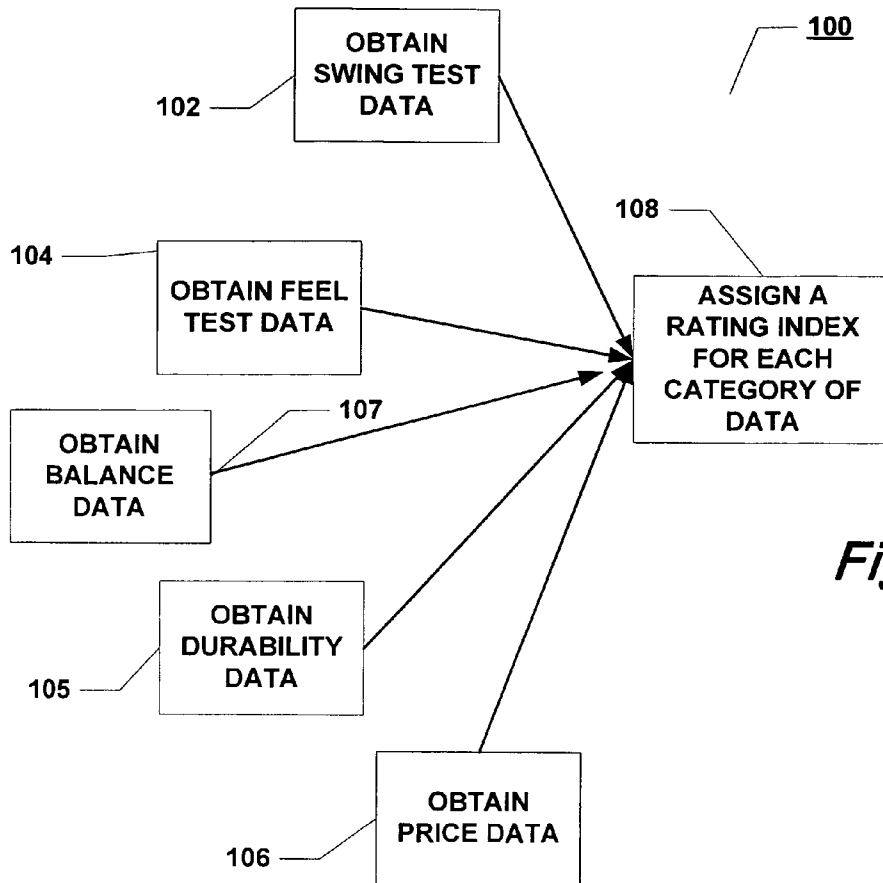 100
OBTAIN
SWING TEST
DATA
102
108
104
OBTAIN FEEL
TEST DATA
ASSIGN A
RATING INDEX
FOR EACH
CATEGORY OF
DATA
107
OBTAIN
BALANCE
DATA
OBTAIN
DURABILITY
DATA
105
OBTAIN
PRICE DATA
106